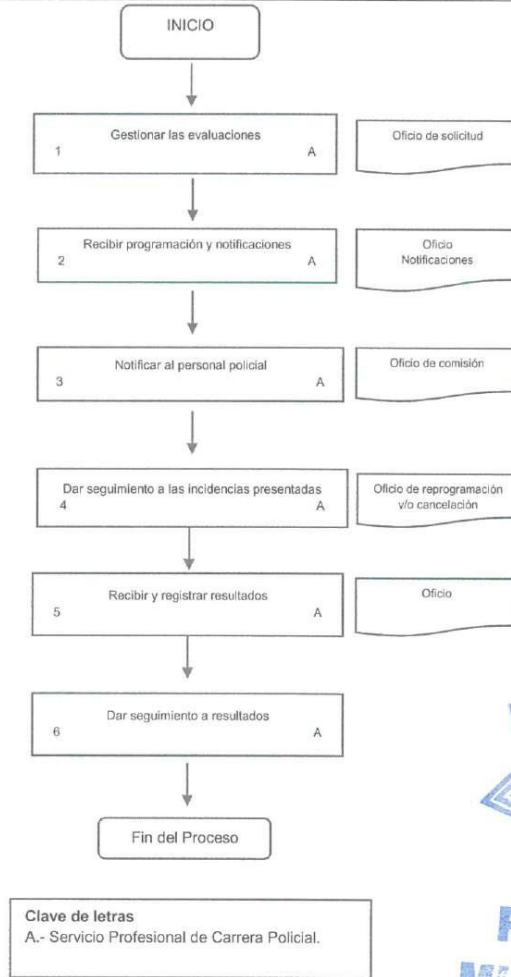 INICIO
Gestionar las evaluaciones
1 A
Oficio de solicitud
Recibir programación y notificaciones
2 A
Oficio
Notificaciones
Notificar al personal policial
3 A
Oficio de comisión
Dar seguimiento a las incidencias presentadas
4 A
Oficio de reprogramación
y/o cancelación
Recibir y registrar resultados
5 A
Oficio
Dar seguimiento a resultados
6 A
Fin del Proceso
Clave de letras
A.- Servicio Profesional de Carrera Policial.